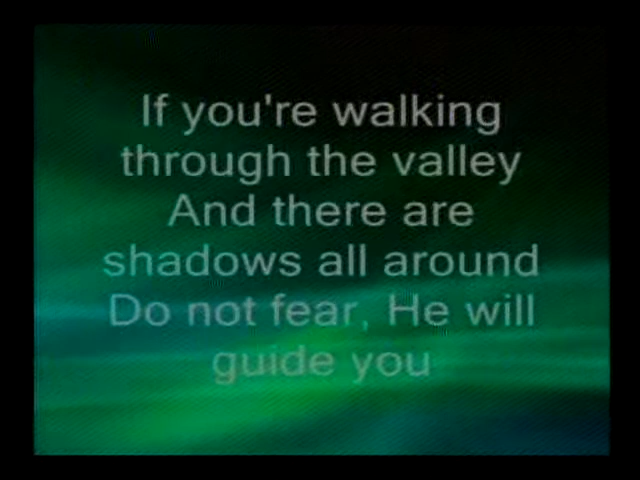 If you're walking
through the valley
And there are
shadows all around
Do not fear, He will
guide you